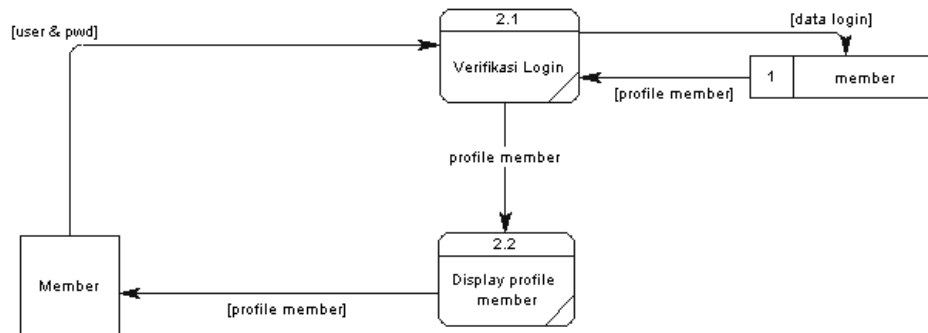 2.1
[data login]
[user & pwd]
Verifikasi Login
1
member
[profile member]
profile member
2.2
Member
Display profile
member
[profile member]